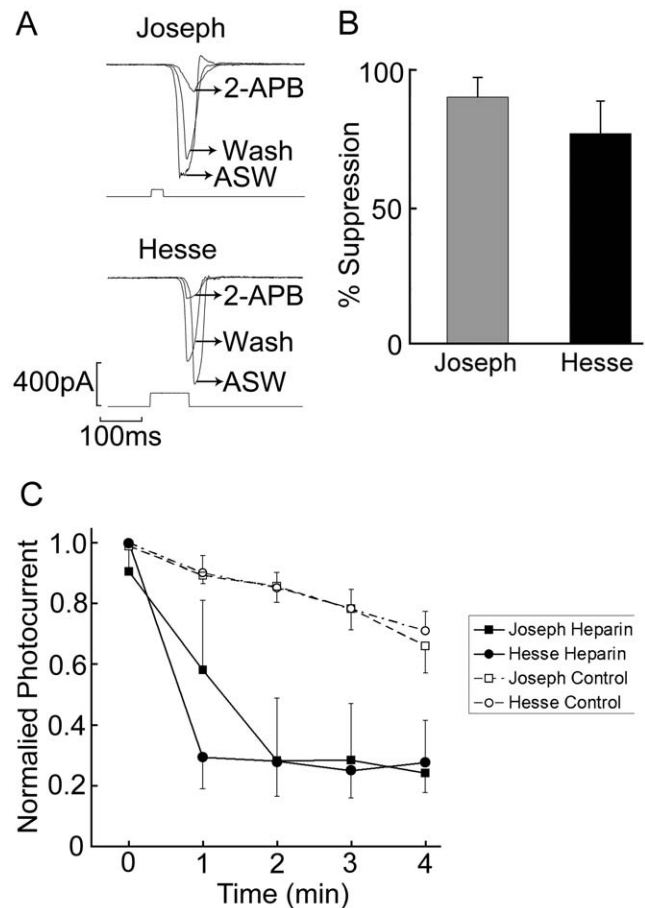 A
Joseph
2-APB
Wash
ASW
Hesse
2-APB
Wash
400pA
ASW
100ms
B
% Suppression
100
50
0
Joseph
Hesse
C
Normalied Photocurrent
1.0
0.8
0.6
0.4
0.2
0
0 1 2 3 4
Time (min)
Joseph Heparin
Hesse Heparin
Joseph Control
Hesse Control